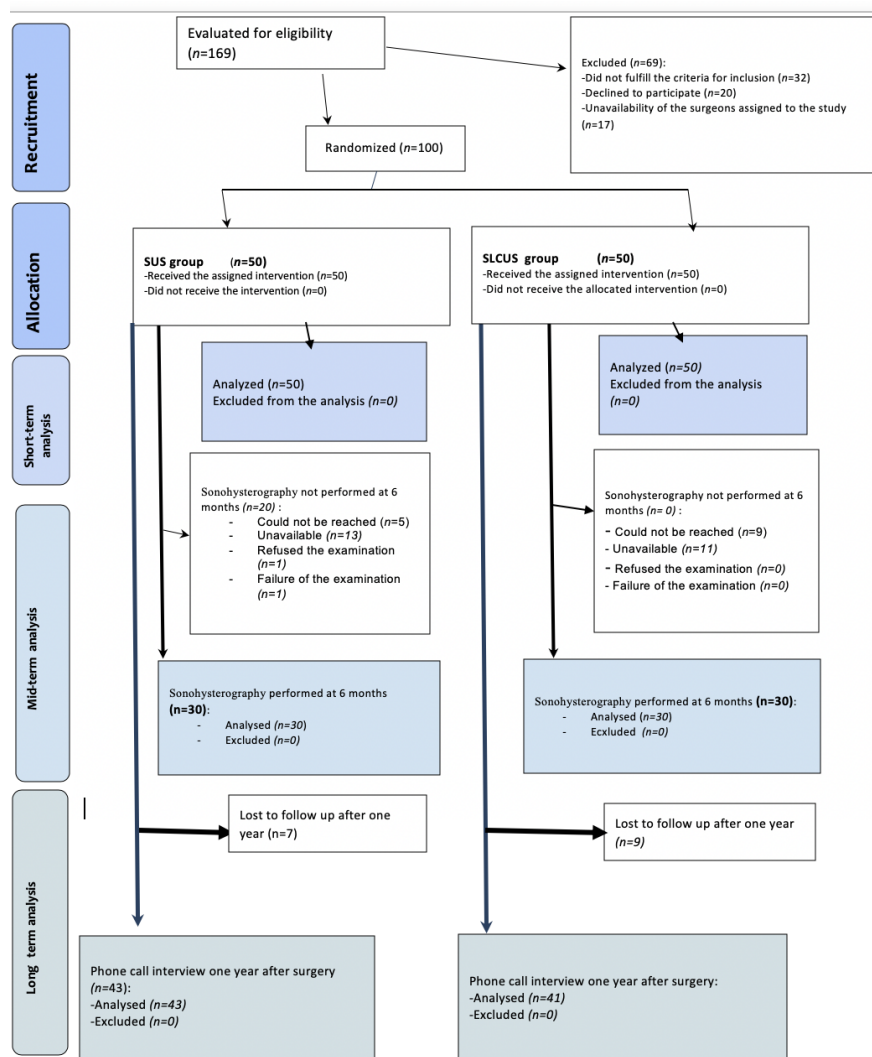 Recruitment
Evaluated for eligibility
(n=169)
Excluded (n=69):
-Did not fulfill the criteria for inclusion (n=32)
-Declined to participate (n=20)
-Unavailability of the surgeons assigned to the study
(n=17)
Randomized (n=100)
Allocation
SUS group (n=50)
-Received the assigned intervention (n=50)
-Did not receive the intervention (n=0)
SLCUS group (n=50)
-Received the assigned intervention (n=50)
-Did not receive the allocated intervention (n=0)
Short-term
analysis
Analyzed (n=50)
Excluded from the analysis (n=0)
Analyzed (n=50)
Excluded from the analysis
(n=0)
Mid-term analysis
Sonohysterography not performed at 6
months (n=20) :
- Could not be reached (n=5)
- Unavailable (n=13)
- Refused the examination
(n=1)
- Failure of the examination
(n=1)
Sonohysterography not performed at 6
months (n= 0) :
- Could not be reached (n=9)
- Unavailable (n=11)
- Refused the examination (n=0)
- Failure of the examination (n=0)
Sonohysterography performed at 6 months
(n=30):
- Analysed (n=30)
- Excluded (n=0)
Sonohysterography performed at 6 months (n=30):
- Analysed (n=30)
- Ecxluded (n=0)
Long term analysis
Lost to follow up after one
year (n=7)
Lost to follow up after one year
(n=9)
Phone call interview one year after surgery
(n=43):
-Analysed (n=43)
-Excluded (n=0)
Phone call interview one year after surgery:
-Analysed (n=41)
-Excluded (n=0)